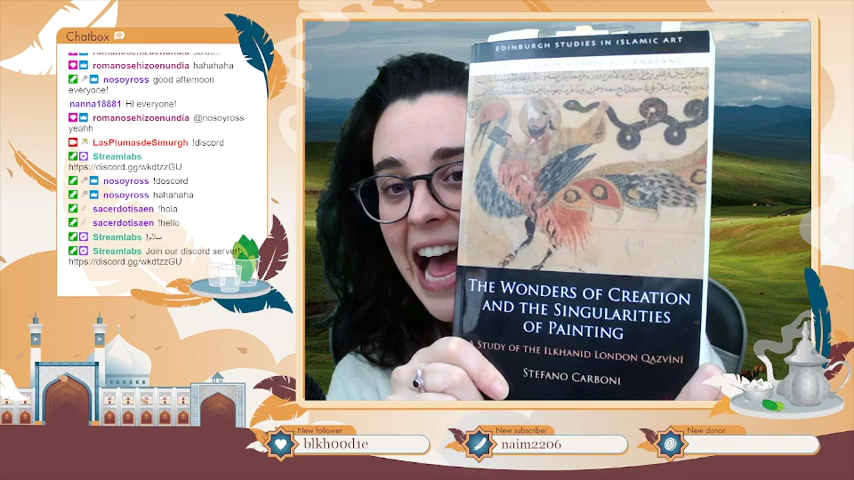 Chatbox
romanosehizoenundia
romanosehizoenundia hahahaha
nosoyross good afternoon
everyone!
nanna18881 Hi everyone!
romanosehizoenundia @nosoyross
yeahh
LasPlumasdeSimurgh !discord
Streamlabs
https://discord.gg/wkdtzzGU
nosoyross !doscord
nosoyross hahahaha
sacerdotisaen !hola
sacerdotisaen !hello
Streamlabs سلام!
Streamlabs Join our discord server!
https://discord.gg/wkdtzzGU
EDINBURGH STUDIES IN ISLAMIC ART
THE WONDERS OF CREATION
AND THE SINGULARITIES
OF PAINTING
A STUDY OF THE ILKHANID LONDON QAZVĪNĪ
STEFANO CARBONI
New follower
blkh00d1e
New subscriber
naim2206
New donor